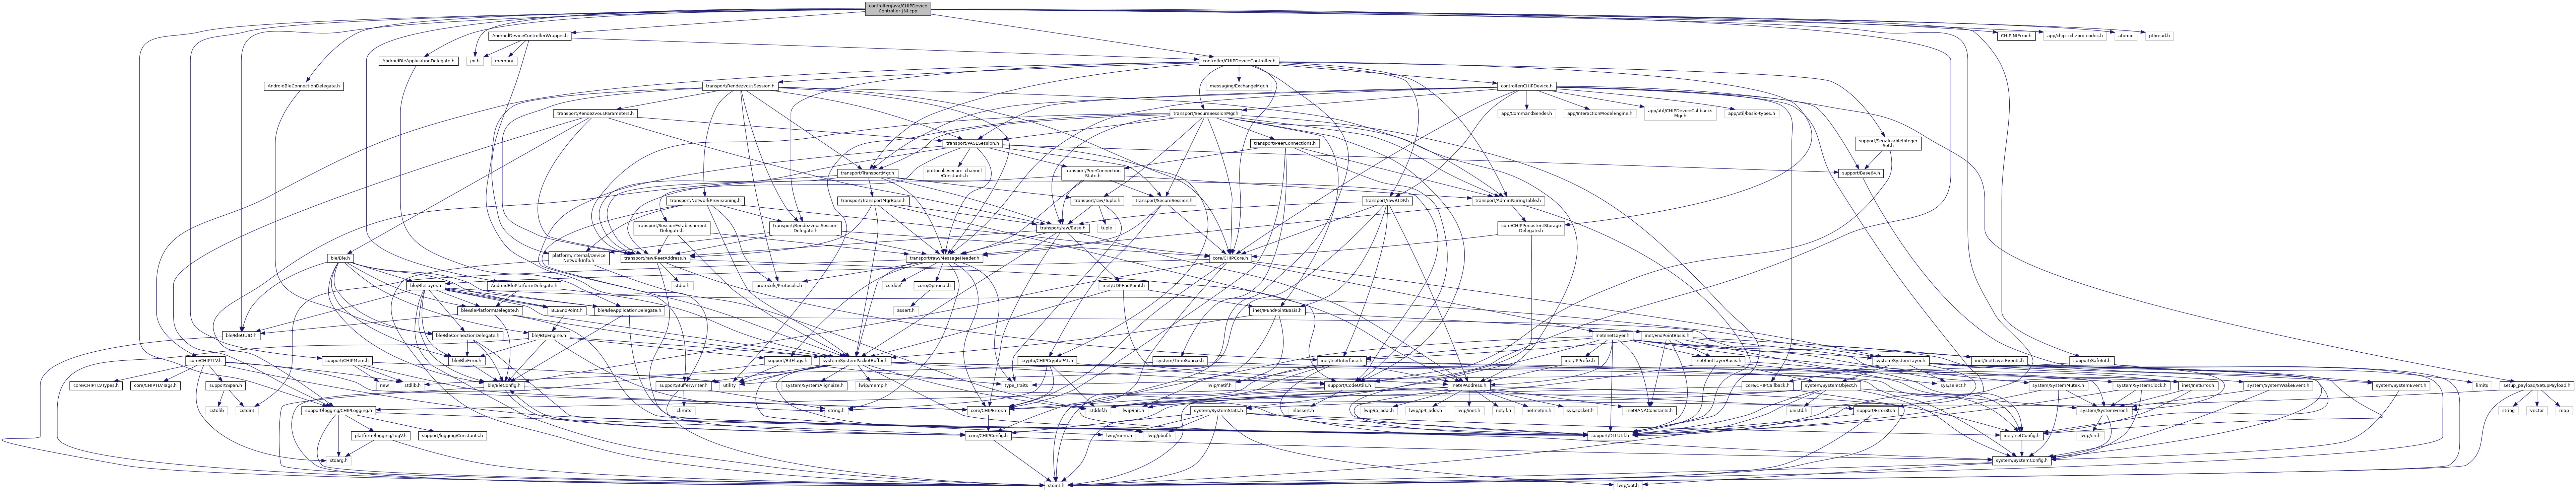 controller/java/CHIPDevice
Controller-JNI.cpp
AndroidDeviceControllerWrapper.h
CHIPJNIError.h
app/chip-zcl-zpro-codec.h
atomic
pthread.h
AndroidBleApplicationDelegate.h
jni.h
memory
controller/CHIPDeviceController.h
AndroidBleConnectionDelegate.h
transport/RendezvousSession.h
messaging/ExchangeMgr.h
controller/CHIPDevice.h
transport/RendezvousParameters.h
transport/SecureSessionMgr.h
app/CommandSender.h
app/InteractionModelEngine.h
app/util/CHIPDeviceCallbacks
Mgr.h
app/util/basic-types.h
transport/PASESession.h
transport/PeerConnections.h
support/SerializableInteger
Set.h
transport/TransportMgr.h
protocols/secure_channel
/Constants.h
transport/PeerConnection
State.h
support/Base64.h
transport/NetworkProvisioning.h
transport/TransportMgrBase.h
transport/raw/Tuple.h
transport/SecureSession.h
transport/raw/UDP.h
transport/AdminPairingTable.h
transport/SessionEstablishment
Delegate.h
transport/RendezvousSession
Delegate.h
transport/raw/Base.h
tuple
core/CHIPPersistentStorage
Delegate.h
ble/Ble.h
platform/internal/Device
NetworkInfo.h
transport/raw/PeerAddress.h
transport/raw/MessageHeader.h
core/CHIPCore.h
ble/BleLayer.h
AndroidBlePlatformDelegate.h
stdio.h
protocols/Protocols.h
cstddef
core/Optional.h
inet/UDPEndPoint.h
ble/BlePlatformDelegate.h
BLEEndPoint.h
ble/BleApplicationDelegate.h
assert.h
inet/IPEndPointBasis.h
ble/BleUUID.h
ble/BleConnectionDelegate.h
ble/BtpEngine.h
inet/InetLayer.h
inet/EndPointBasis.h
core/CHIPTLV.h
support/CHIPMem.h
ble/BleError.h
support/BitFlags.h
system/SystemPacketBuffer.h
crypto/CHIPCryptoPAL.h
system/TimeSource.h
inet/InetInterface.h
inet/IPPrefix.h
inet/InetLayerBasis.h
system/SystemLayer.h
inet/InetLayerEvents.h
support/SafeInt.h
core/CHIPTLVTypes.h
core/CHIPTLVTags.h
support/Span.h
new
stdlib.h
ble/BleConfig.h
support/BufferWriter.h
utility
system/SystemAlignSize.h
lwip/memp.h
type_traits
lwip/netif.h
support/CodeUtils.h
inet/IPAddress.h
core/CHIPCallback.h
system/SystemObject.h
sys/select.h
system/SystemMutex.h
system/SystemClock.h
inet/InetError.h
system/SystemWakeEvent.h
system/SystemEvent.h
limits
setup_payload/SetupPayload.h
cstdlib
cstdint
support/logging/CHIPLogging.h
climits
string.h
core/CHIPError.h
stddef.h
lwip/init.h
system/SystemStats.h
nlassert.h
lwip/ip_addr.h
lwip/ip4_addr.h
lwip/inet.h
net/if.h
netinet/in.h
sys/socket.h
inet/IANAConstants.h
unistd.h
support/ErrorStr.h
system/SystemError.h
string
vector
map
platform/logging/LogV.h
support/logging/Constants.h
core/CHIPConfig.h
lwip/mem.h
lwip/pbuf.h
support/DLLUtil.h
inet/InetConfig.h
lwip/err.h
stdarg.h
system/SystemConfig.h
stdint.h
lwip/opt.h